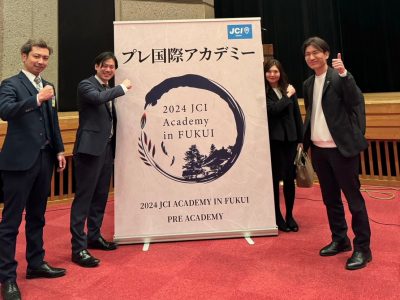 JCI
プレ国際アカデミー
2024 JCI
Academy
in FUKUI
2024 JCI ACADEMY IN FUKUI
PRE ACADEMY